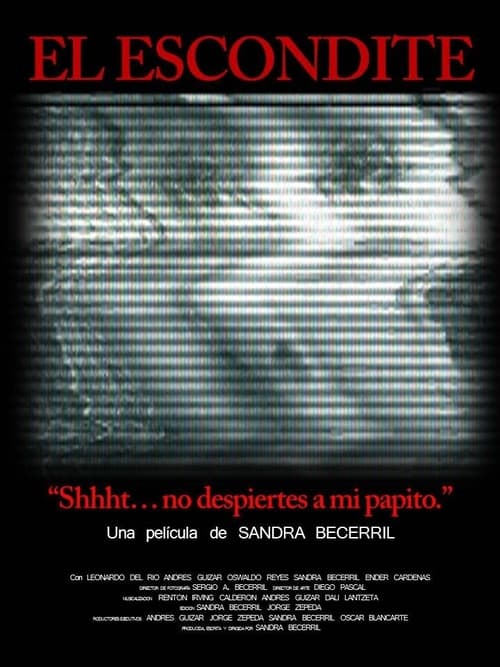 EL ESCONDITE
“Shhht... no despiertes a mi papito.”
Una película de SANDRA BECERRIL
Con LEONARDO DEL RIO ANDRES GUIZAR OSWALDO REYES SANDRA BECERRIL ENDER CARDENAS
DIRECTOR DE FOTOGRAFÍA SERGIO A. BECERRIL DIRECTOR DE ARTE DIEGO PASCAL
MUSICALIZACION RENTON IRVING CALDERON ANDRES GUIZAR DALI LANTZETA
EDICION SANDRA BECERRIL JORGE ZEPEDA
PRODUCTORES EJECUTIVOS ANDRES GUIZAR JORGE ZEPEDA SANDRA BECERRIL OSCAR BLANCARTE
PRODUCIDA, ESCRITA Y DIRIGIDA POR SANDRA BECERRIL